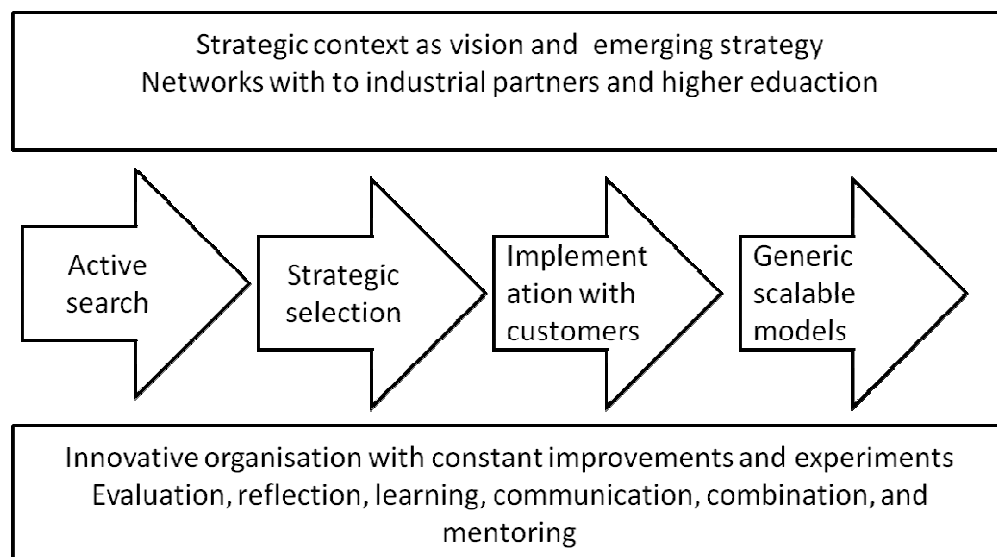 Strategic context as vision and emerging strategy
Networks with to industrial partners and higher eduaction
Active
search
Strategic
selection
Implement
ation with
customers
Generic
scalable
models
Innovative organisation with constant improvements and experiments
Evaluation, reflection, learning, communication, combination, and
mentoring